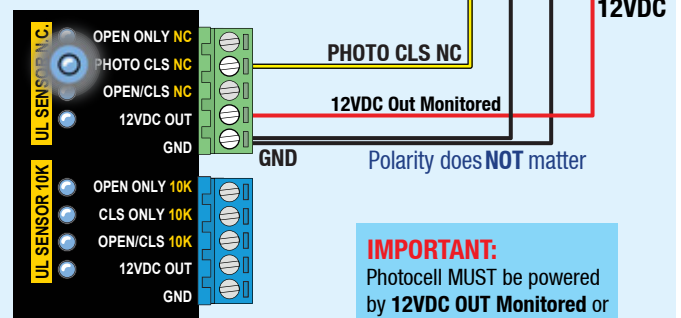 12VDC
UL SENSOR N.C.
OPEN ONLY NC
PHOTO CLS NC
OPEN/CLS NC
12VDC OUT
GND
PHOTO CLS NC
12VDC Out Monitored
GND
Polarity does NOT matter
UL SENSOR 10K
OPEN ONLY 10K
CLS ONLY 10K
OPEN/CLS 10K
12VDC OUT
GND
IMPORTANT:
Photocell MUST be powered
by 12VDC OUT Monitored or